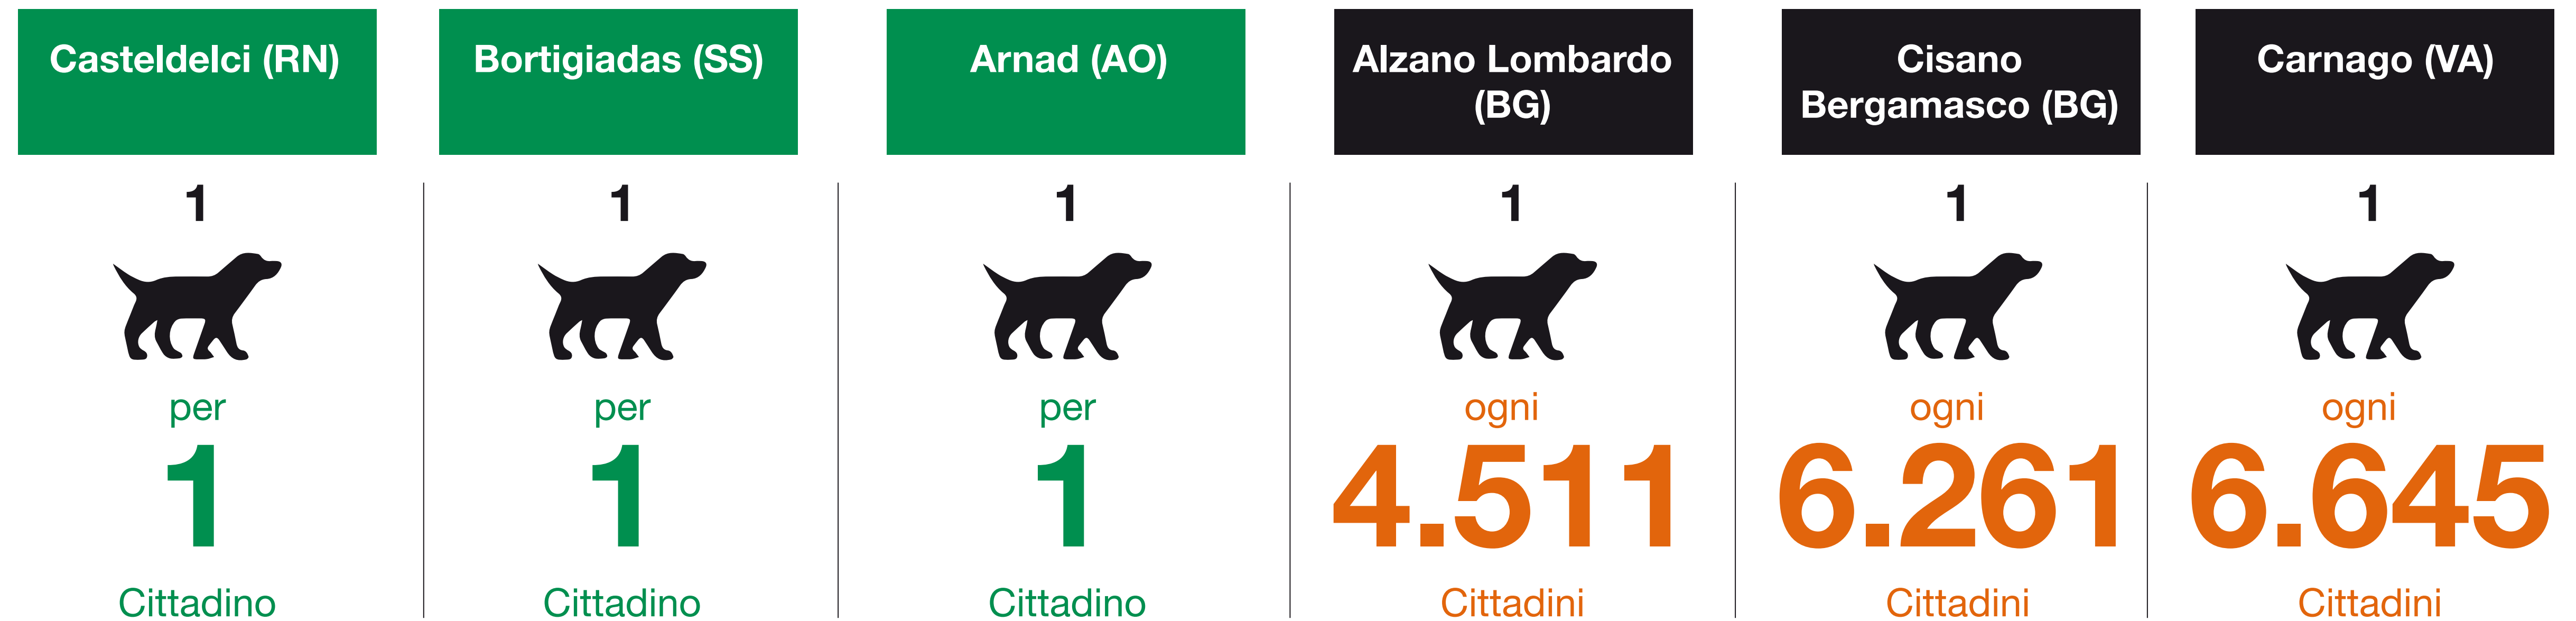 Casteldelci (RN)
1
per
1
Cittadino
Bortigiadas (SS)
1
per
1
Cittadino
Arnad (AO)
1
per
1
Cittadino
Alzano Lombardo
(BG)
1
ogni
4.511
Cittadini
Cisano
Bergamasco (BG)
1
ogni
6.261
Cittadini
Carnago (VA)
1
ogni
6.645
Cittadini